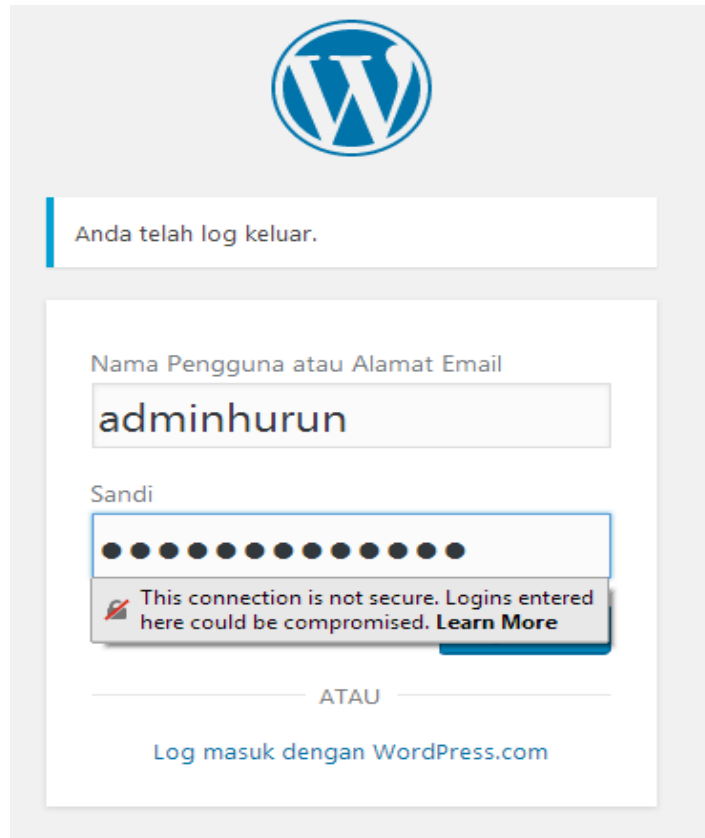 Anda telah log keluar.
Nama Pengguna atau Alamat Email
adminhurun
Sandi
●●●●●●●●●●●●●
This connection is not secure. Logins entered
here could be compromised. Learn More
ATAU
Log masuk dengan WordPress.com